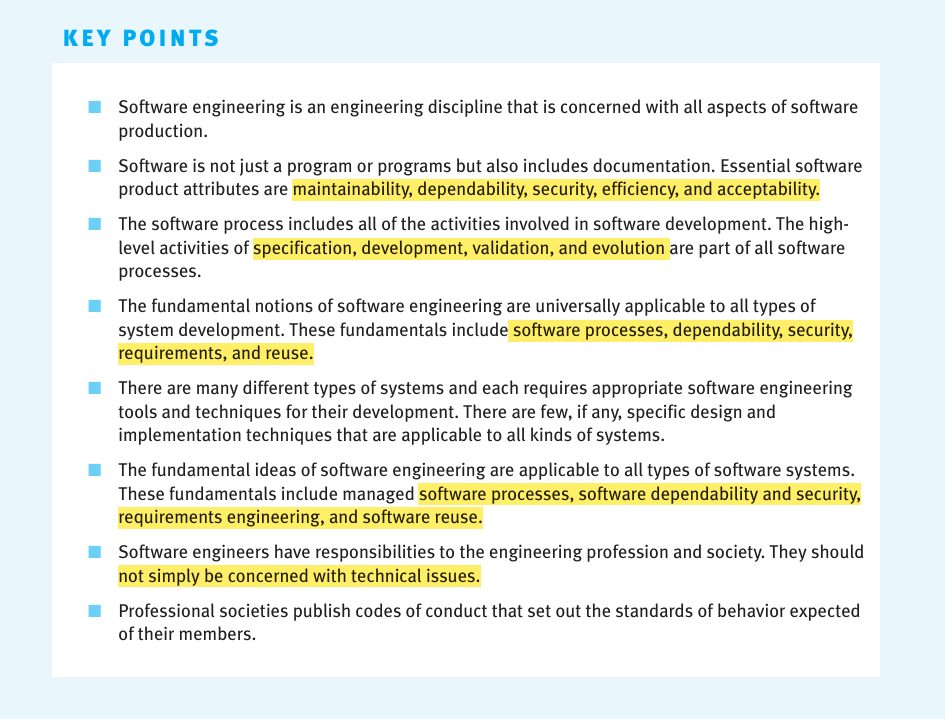 KEY POINTS
Software engineering is an engineering discipline that is concerned with all aspects of software
production.
Software is not just a program or programs but also includes documentation. Essential software
product attributes are maintainability, dependability, security, efficiency, and acceptability.
The software process includes all of the activities involved in software development. The high-
level activities of specification, development, validation, and evolution are part of all software
processes.
The fundamental notions of software engineering are universally applicable to all types of
system development. These fundamentals include software processes, dependability, security,
requirements, and reuse.
There are many different types of systems and each requires appropriate software engineering
tools and techniques for their development. There are few, if any, specific design and
implementation techniques that are applicable to all kinds of systems.
The fundamental ideas of software engineering are applicable to all types of software systems.
These fundamentals include managed software processes, software dependability and security,
requirements engineering, and software reuse.
Software engineers have responsibilities to the engineering profession and society. They should
not simply be concerned with technical issues.
Professional societies publish codes of conduct that set out the standards of behavior expected
of their members.